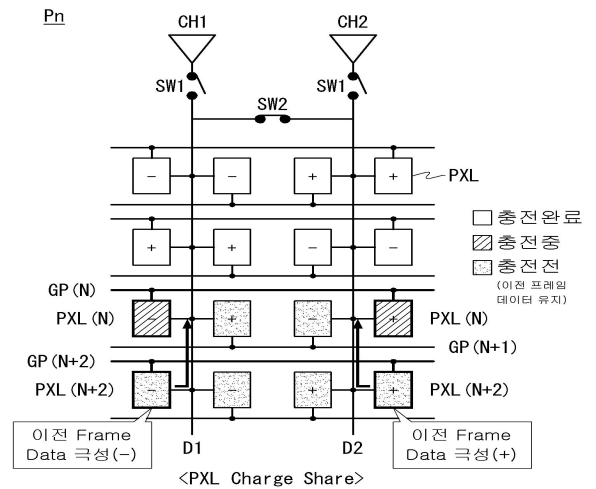 Pn
CH1 CH2
SW1 SW1
SW2
− − + +
PXL
+ + − −
충전완료
충전중
충전전
(이전 프레임
데이터 유지)
GP(N)
PXL(N) − + − + PXL(N)
GP(N+1)
GP(N+2)
PXL(N+2) − − + + PXL(N+2)
이전 Frame
Data 극성(-)
D1 D2
이전 Frame
Data 극성(+)
<PXL Charge Share>